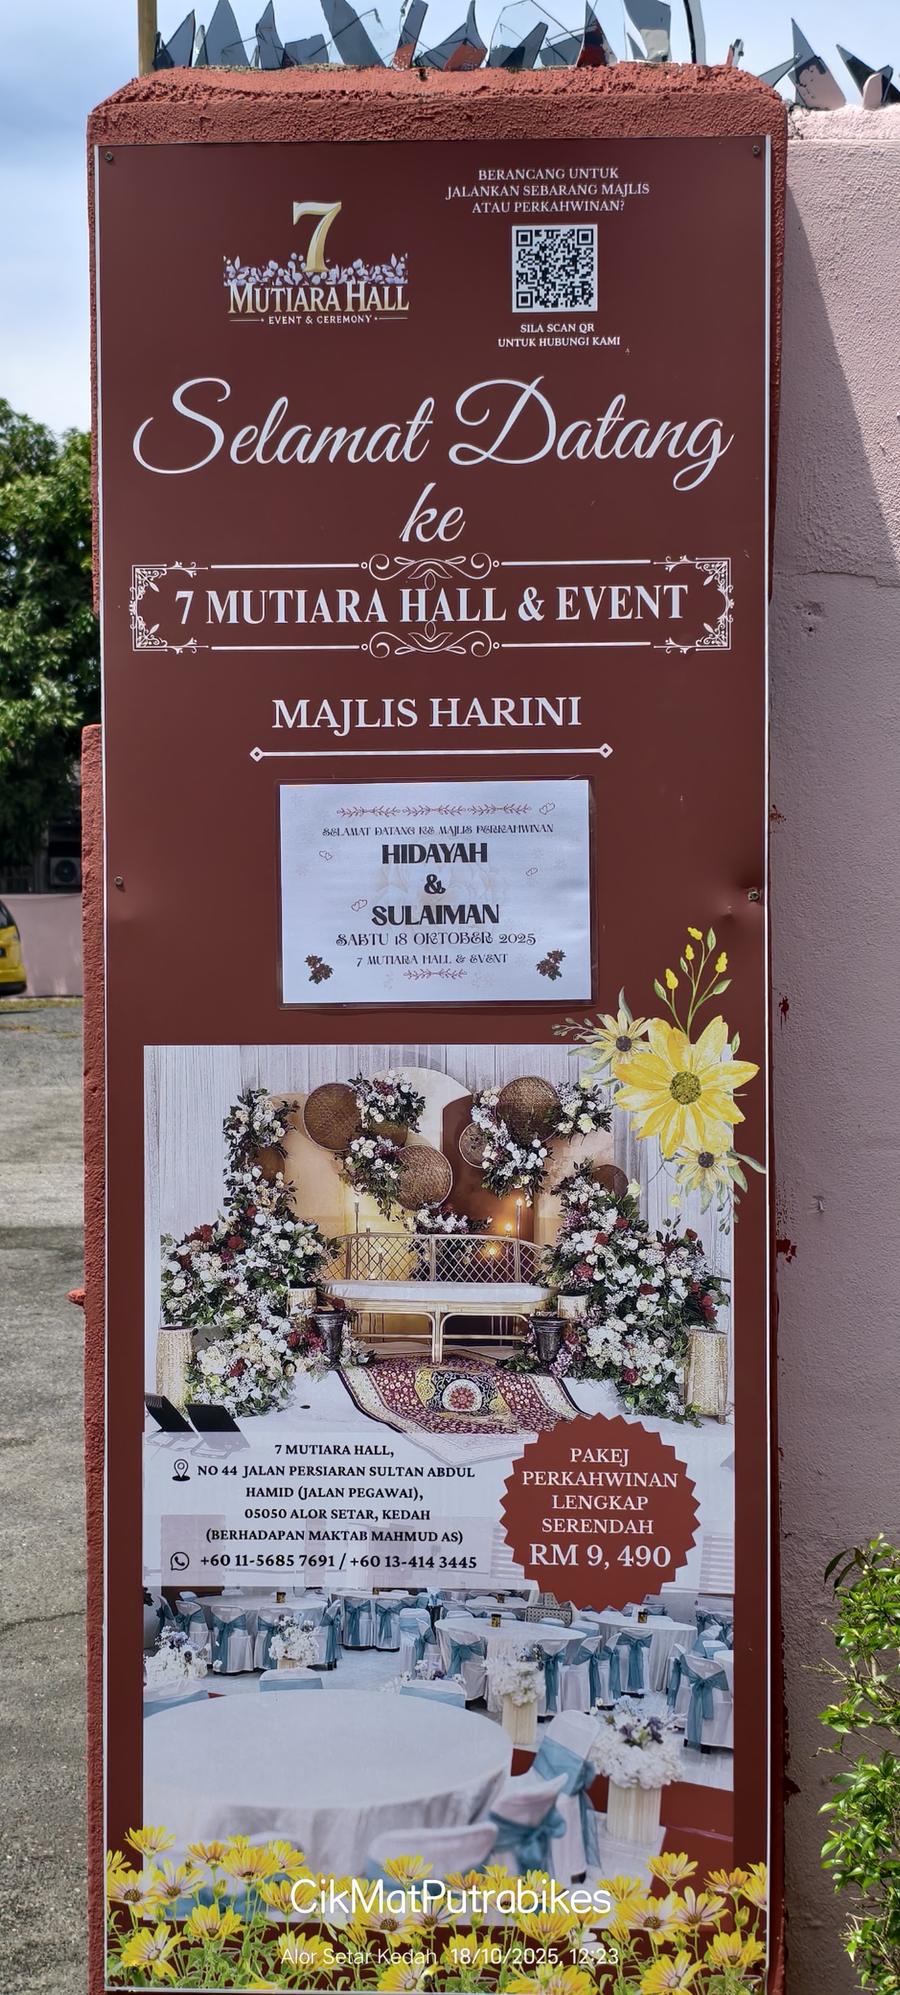 BERANCANG UNTUK
JALANKAN SEBARANG MAJLIS
ATAU PERKAHWINAN?
7
MUTIARA HALL
EVENT & CEREMONY
SILA SCAN QR
UNTUK HUBUNGI KAMI
Selamat Datang
ke
7 MUTIARA HALL & EVENT
MAJLIS HARINI
SELAMAT DATANG KE MAJLIS PERKAHWINAN
HIDAYAH
&
SULAIMAN
SABTU 18 OKTOBER 2025
7 MUTIARA HALL & EVENT
7 MUTIARA HALL,
NO 44 JALAN PERSIARAN SULTAN ABDUL
HAMID (JALAN PEGAWAI),
05050 ALOR SETAR, KEDAH
(BERHADAPAN MAKTAB MAHMUD AS)
+60 11-5685 7691 / +60 13-414 3445
PAKEJ
PERKAHWINAN
LENGKAP
SERENDAH
RM 9, 490
CikMatPutrabikes
Alor Setar Kedah 18/10/2025, 12:23